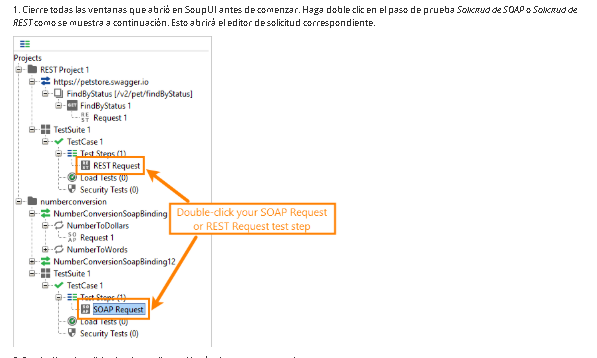 1. Cierre todas las ventanas que abrió en SoupUI antes de comenzar. Haga doble clic en el paso de prueba Solicitud de SOAP o Solicitud de
REST como se muestra a continuación. Esto abrirá el editor de solicitud correspondiente.
Projects
REST Project 1
https://petstore.swagger.io
FindByStatus [/v2/pet/findByStatus]
GET FindByStatus 1
REST Request 1
TestSuite 1
TestCase 1
Test Steps (1)
REST Request
Load Tests (0)
Security Tests (0)
numberconversion
NumberConversionSoapBinding
NumberToDollars
SOAP Request 1
NumberToWords
NumberConversionSoapBinding12
TestSuite 1
TestCase 1
Test Steps (1)
SOAP Request
Load Tests (0)
Security Tests (0)
Double-click your SOAP Request
or REST Request test step